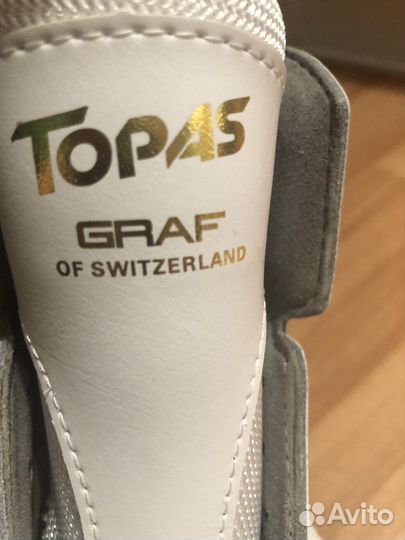 TOPAS
GRAF
OF SWITZERLAND
Avito